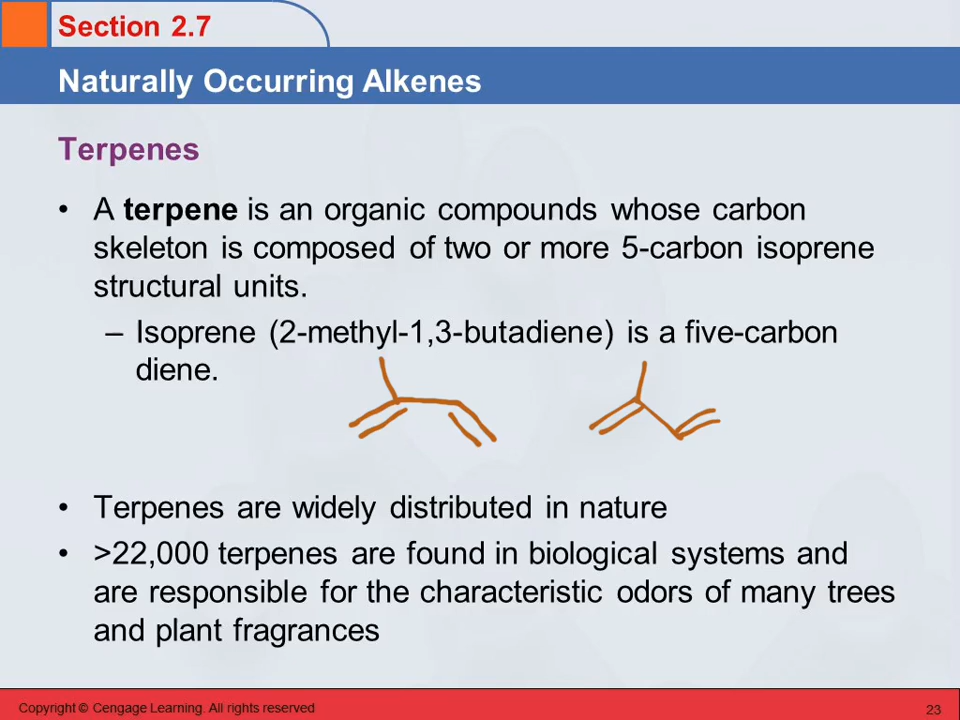 Section 2.7
Naturally Occurring Alkenes
Terpenes
• A terpene is an organic compounds whose carbon
skeleton is composed of two or more 5-carbon isoprene
structural units.
– Isoprene (2-methyl-1,3-butadiene) is a five-carbon
diene.
• Terpenes are widely distributed in nature
• >22,000 terpenes are found in biological systems and
are responsible for the characteristic odors of many trees
and plant fragrances
Copyright © Cengage Learning. All rights reserved
23